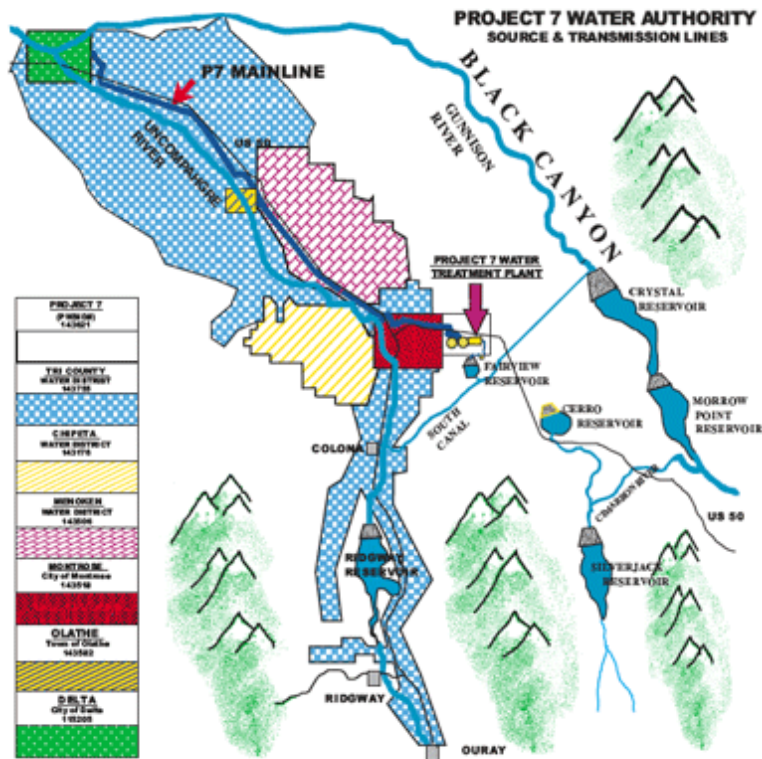 PROJECT 7 WATER AUTHORITY
SOURCE & TRANSMISSION LINES
P7 MAINLINE
BLACK CANYON
GUNNISON
RIVER
UNCOMPAHGRE
RIVER
US 50
PROJECT 7 WATER
TREATMENT PLANT
CRYSTAL
RESERVOIR
FAIRVIEW
RESERVOIR
MORROW
POINT
RESERVOIR
CERRO
RESERVOIR
SOUTH
CANAL
COLONA
CIMARRON RIVER
US 50
RIDGWAY
RESERVOIR
SILVERJACK
RESERVOIR
RIDGWAY
OURAY
PROJECT 7
TRI COUNTY
WATER DISTRICT
CHIPETA
WATER DISTRICT
MENOKEN
WATER DISTRICT
MONTROSE
City of Montrose
OLATHE
Town of Olathe
DELTA
City of Delta